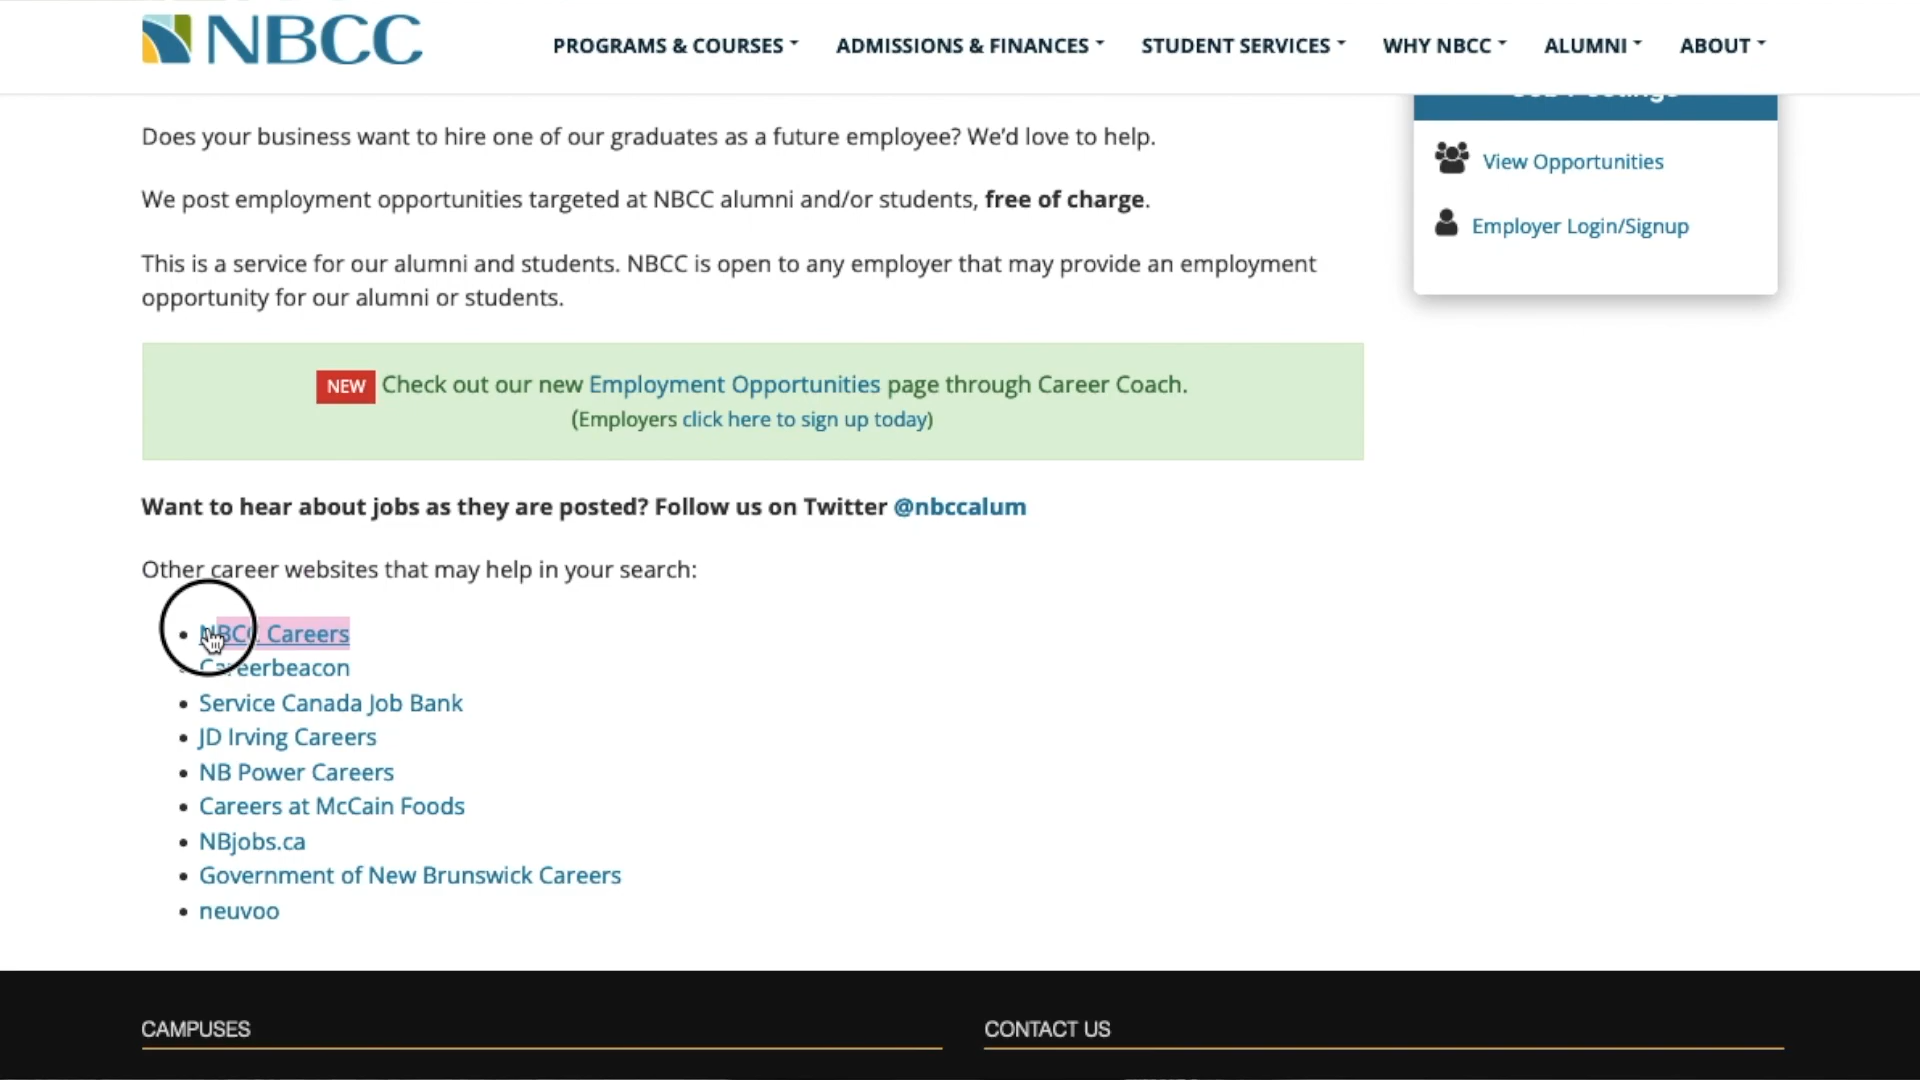 NBCC
PROGRAMS & COURSES
ADMISSIONS & FINANCES
STUDENT SERVICES
WHY NBCC
ALUMNI
ABOUT
Does your business want to hire one of our graduates as a future employee? We’d love to help.
We post employment opportunities targeted at NBCC alumni and/or students, free of charge.
This is a service for our alumni and students. NBCC is open to any employer that may provide an employment
opportunity for our alumni or students.
View Opportunities
Employer Login/Signup
NEW Check out our new Employment Opportunities page through Career Coach.
(Employers click here to sign up today)
Want to hear about jobs as they are posted? Follow us on Twitter @nbccalum
Other career websites that may help in your search:
NBCC Careers
Careerbeacon
Service Canada Job Bank
JD Irving Careers
NB Power Careers
Careers at McCain Foods
NBjobs.ca
Government of New Brunswick Careers
neuvoo
CAMPUSES
CONTACT US